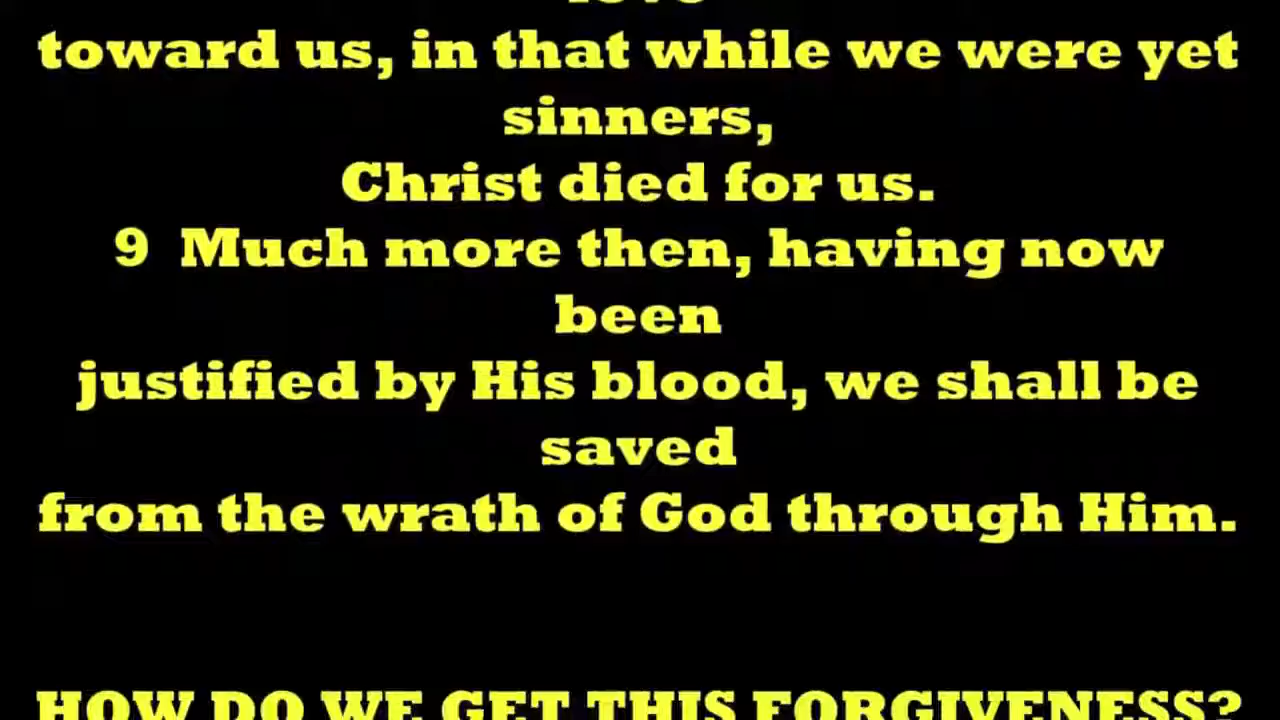 love
toward us, in that while we were yet
sinners,
Christ died for us.
9 Much more then, having now
been
justified by His blood, we shall be
saved
from the wrath of God through Him.
HOW DO WE GET THIS FORGIVENESS?